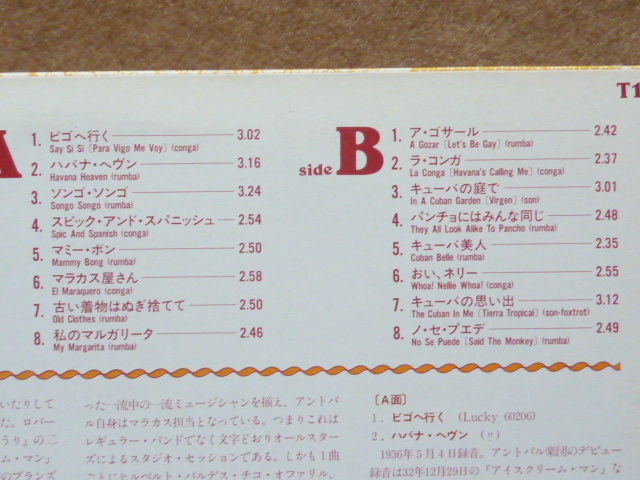 T1
A
1. ビゴへ行く 3.02
Say Si Si [Para Vigo Me Voy] (conga)
2. ハバナ・ヘヴン 3.16
Havana Heaven (rumba)
3. ソンゴ・ソンゴ 3.24
Songo Songo (rumba)
4. スピック・アンド・スパニッシュ 2.54
Spic And Spanish (conga)
5. マミー・ボン 2.50
Mammy Bong (rumba)
6. マラカス屋さん 2.58
El Maraquero (conga)
7. 古い着物はぬぎ捨てて 2.50
Old Clothes (rumba)
8. 私のマルガリータ 2.46
My Margarita (rumba)
side B
1. ア・ゴサール 2.42
A Gozar [Let's Be Gay] (rumba)
2. ラ・コンガ 2.37
La Conga [Havana's Calling Me] (conga)
3. キューバの庭で 3.01
In A Cuban Garden [Virgen] (son)
4. パンチョにはみんな同じ 2.48
They All Look Alike To Pancho (rumba)
5. キューバ美人 2.35
Cuban Belle (rumba)
6. おい、ネリー 2.55
Whoa! Nellie Whoa! (conga)
7. キューバの思い出 3.12
The Cuban In Me [Tierra Tropical] (son-foxtrot)
8. ノ・セ・プエデ 2.49
No Se Puede [Said The Monkey] (rumba)
いたりして
た。ロバー
うり」の二
ム・マン」
のブランズ
った一流中の一流ミュージシャンを揃え、アントバ
ル自身はマラカス担当となっている。つまりこれは
レギュラー・バンドでなく文字どおりオールスター
ズによるスタジオ・セッションである。しかも1曲
ごとにヒルベルト・バルデス・チコ・オファリル、
[A面]
1. ビゴへ行く (Lucky 60206)
2. ハバナ・ヘヴン (〃)
1936年5月4日録音。アントバル楽団のデビュー
録音は32年12月29日の「アイスクリーム・マン」な